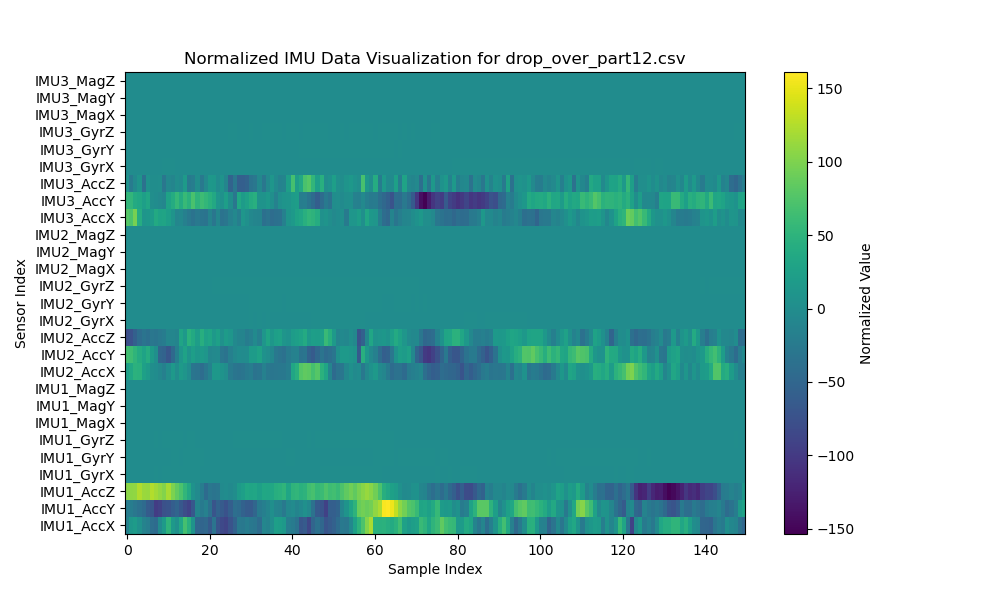 Normalized IMU Data Visualization for drop_over_part12.csv
IMU3_MagZ
IMU3_MagY
IMU3_MagX
IMU3_GyrZ
IMU3_GyrY
IMU3_GyrX
IMU3_AccZ
IMU3_AccY
IMU3_AccX
IMU2_MagZ
IMU2_MagY
IMU2_MagX
IMU2_GyrZ
IMU2_GyrY
IMU2_GyrX
IMU2_AccZ
IMU2_AccY
IMU2_AccX
IMU1_MagZ
IMU1_MagY
IMU1_MagX
IMU1_GyrZ
IMU1_GyrY
IMU1_GyrX
IMU1_AccZ
IMU1_AccY
IMU1_AccX
Sensor Index
0 20 40 60 80 100 120 140
Sample Index
150
100
50
0
−50
−100
−150
Normalized Value